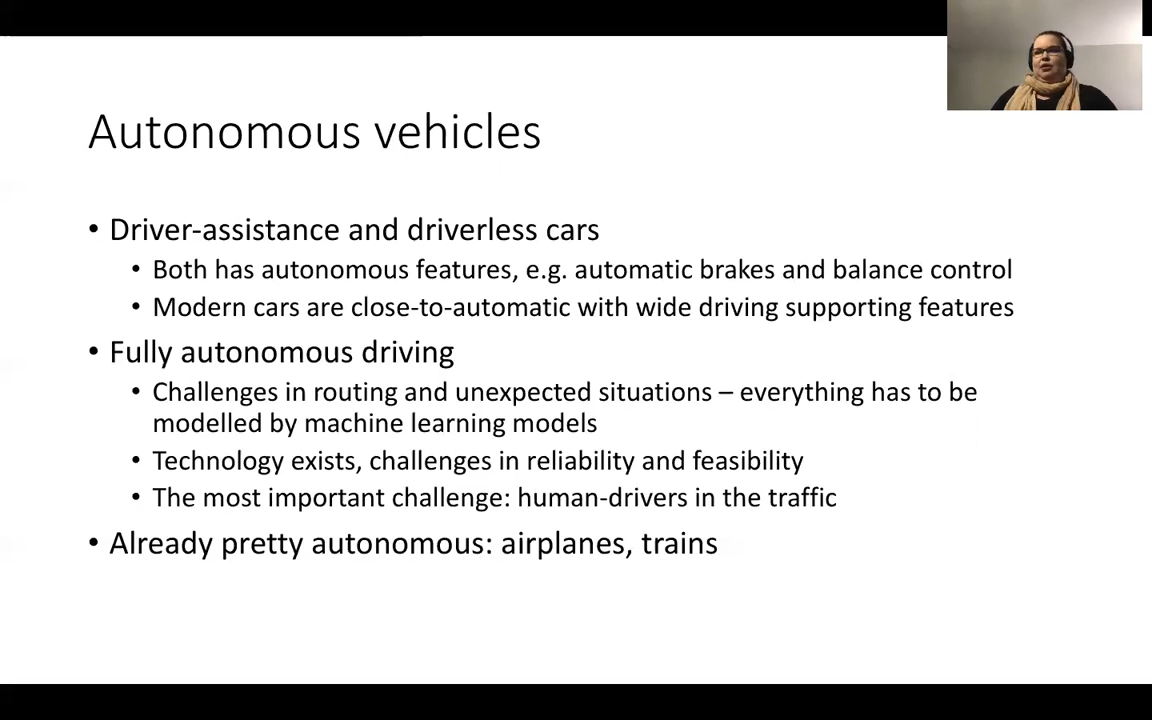 Autonomous vehicles
• Driver-assistance and driverless cars
• Both has autonomous features, e.g. automatic brakes and balance control
• Modern cars are close-to-automatic with wide driving supporting features
• Fully autonomous driving
• Challenges in routing and unexpected situations – everything has to be
modelled by machine learning models
• Technology exists, challenges in reliability and feasibility
• The most important challenge: human-drivers in the traffic
• Already pretty autonomous: airplanes, trains